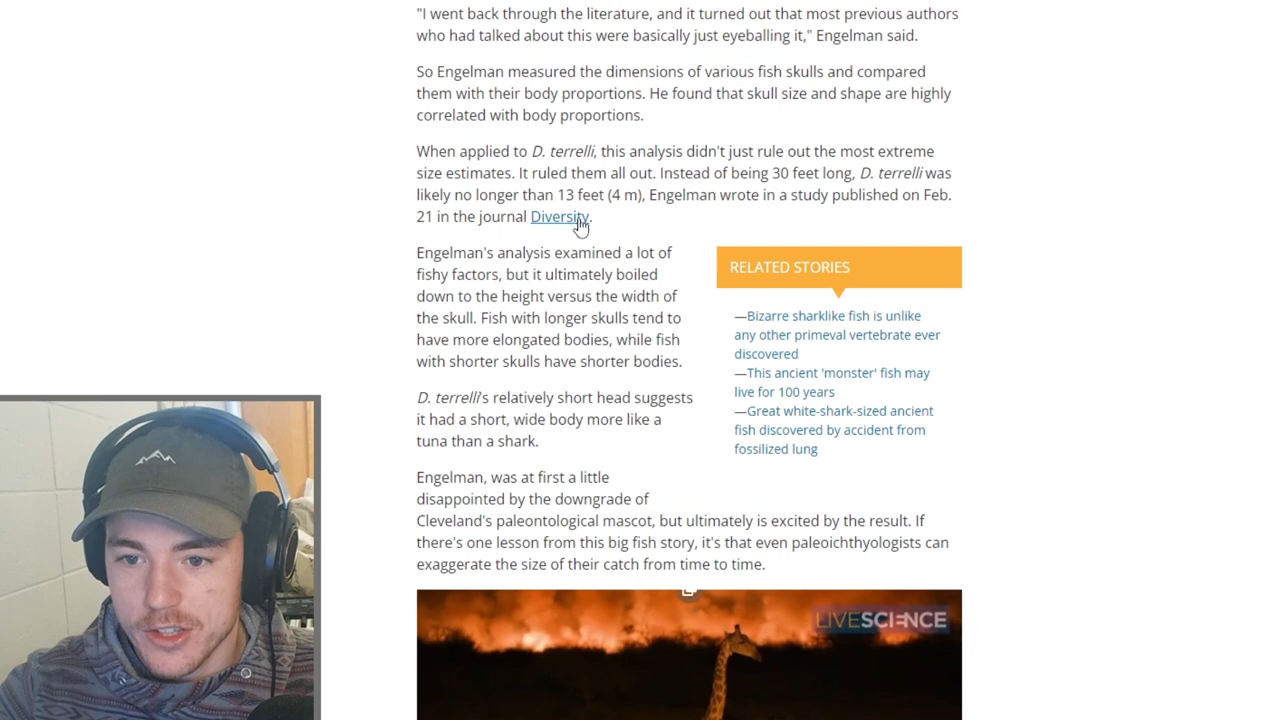 "I went back through the literature, and it turned out that most previous authors
who had talked about this were basically just eyeballing it," Engelman said.
So Engelman measured the dimensions of various fish skulls and compared
them with their body proportions. He found that skull size and shape are highly
correlated with body proportions.
When applied to D. terrelli, this analysis didn't just rule out the most extreme
size estimates. It ruled them all out. Instead of being 30 feet long, D. terrelli was
likely no longer than 13 feet (4 m), Engelman wrote in a study published on Feb.
21 in the journal Diversity.
Engelman's analysis examined a lot of
fishy factors, but it ultimately boiled
down to the height versus the width of
the skull. Fish with longer skulls tend to
have more elongated bodies, while fish
with shorter skulls have shorter bodies.
D. terrelli's relatively short head suggests
it had a short, wide body more like a
tuna than a shark.
Engelman, was at first a little
disappointed by the downgrade of
Cleveland's paleontological mascot, but ultimately is excited by the result. If
there's one lesson from this big fish story, it's that even paleoichthyologists can
exaggerate the size of their catch from time to time.
RELATED STORIES
—Bizarre sharklike fish is unlike
any other primeval vertebrate ever
discovered
—This ancient 'monster' fish may
live for 100 years
—Great white-shark-sized ancient
fish discovered by accident from
fossilized lung
LIVESCIENCE